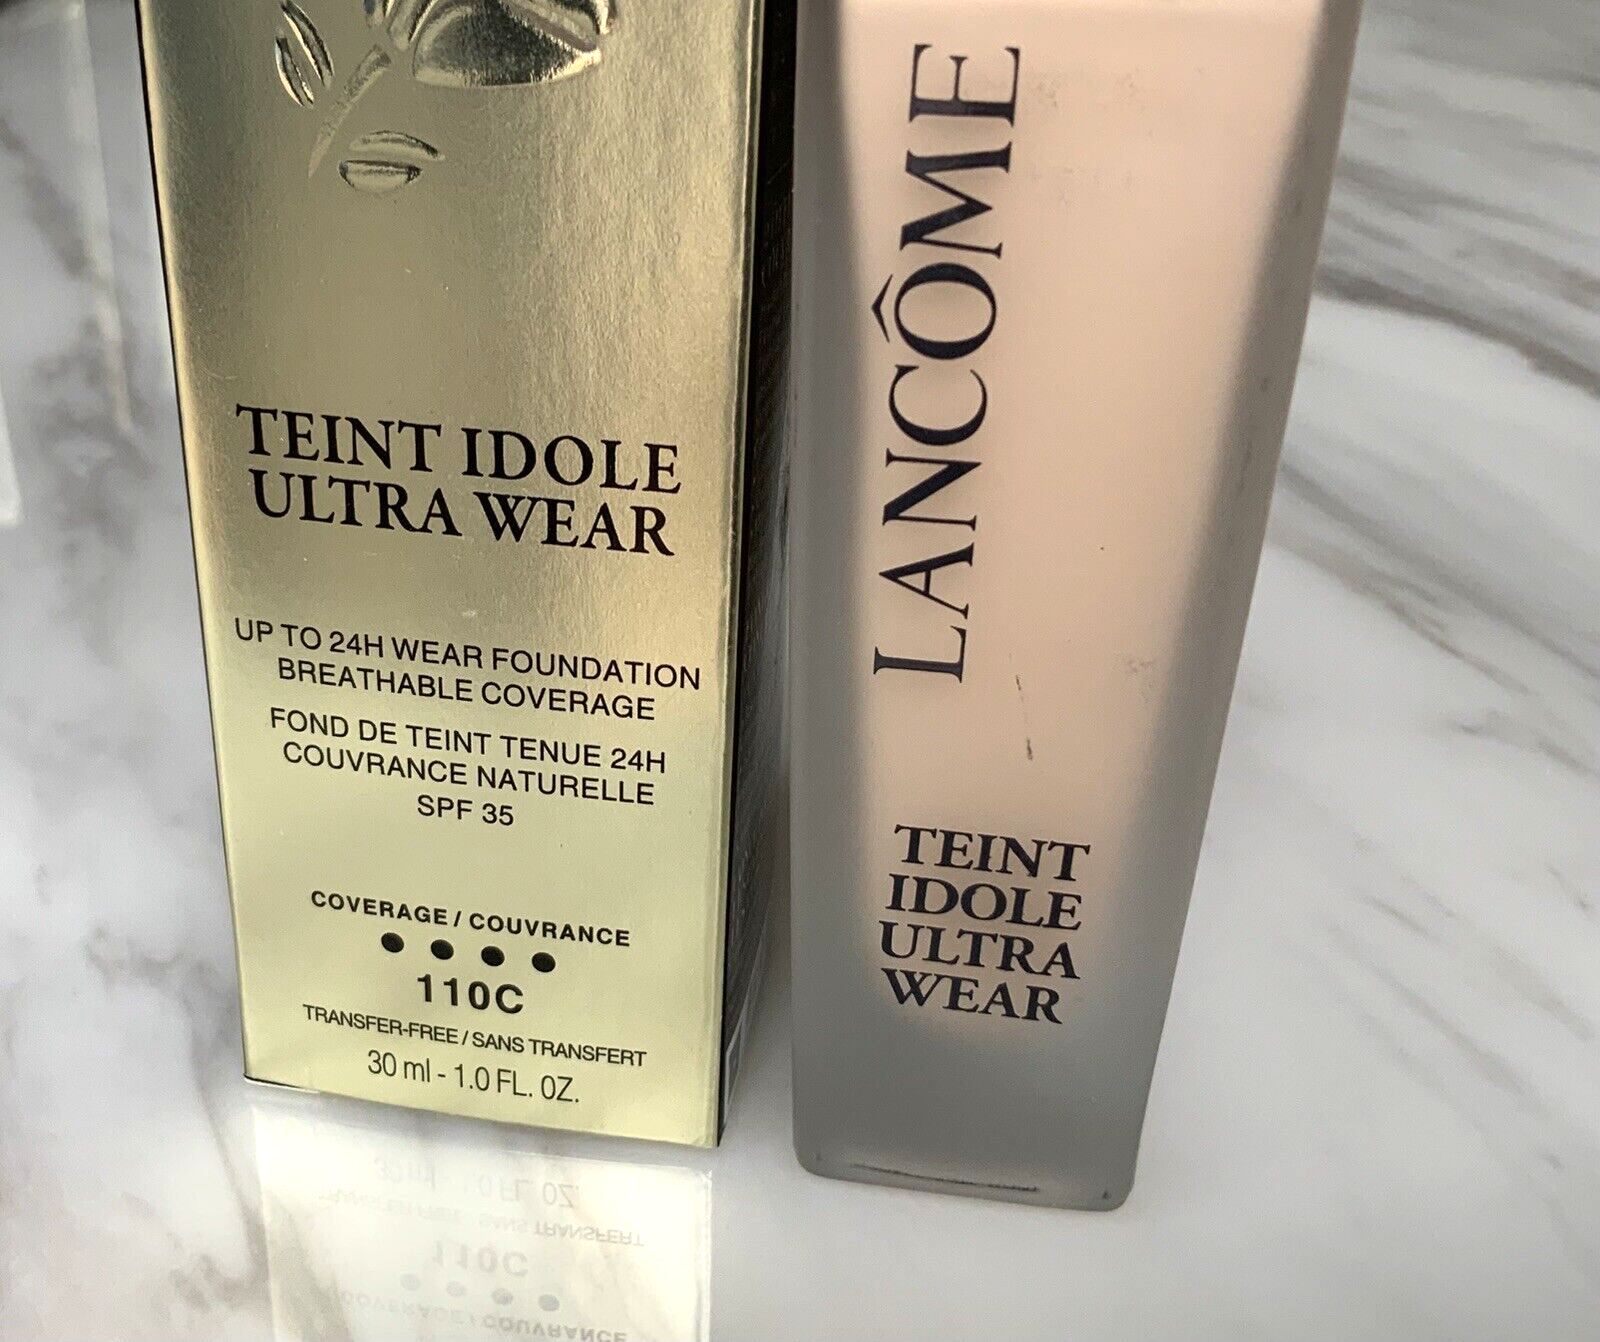 TEINT IDOLE
ULTRA WEAR
UP TO 24H WEAR FOUNDATION
BREATHABLE COVERAGE
FOND DE TEINT TENUE 24H
COUVRANCE NATURELLE
SPF 35
COVERAGE / COUVRANCE
110C
TRANSFER-FREE / SANS TRANSFERT
30 ml - 1.0 FL. OZ.
LANCÔME
TEINT
IDOLE
ULTRA
WEAR